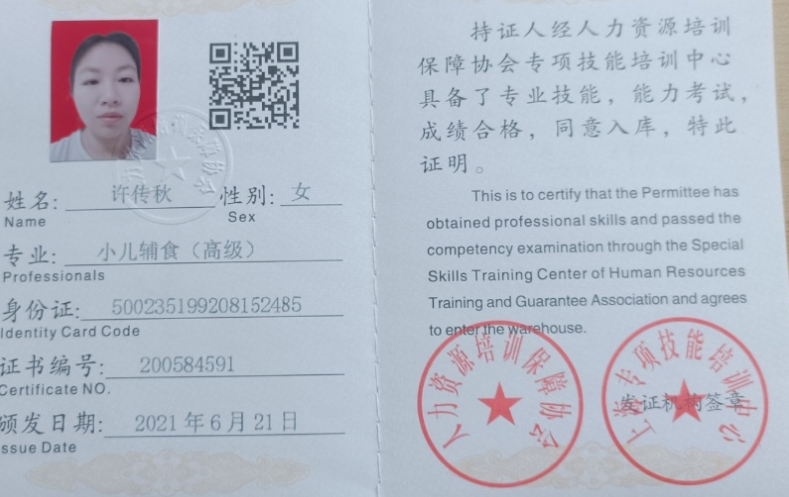 姓名: 许传秋 性别: 女
Name Sex
专业: 小儿辅食（高级）
Professionals
身份证: 500235199208152485
Identity Card Code
证书编号: 200584591
Certificate NO.
颁发日期: 2021年6月21日
Issue Date
持证人经人力资源培训
保障协会专项技能培训中心
具备了专业技能，能力考试，
成绩合格，同意入库，特此
证明。
This is to certify that the Permittee has
obtained professional skills and passed the
competency examination through the Special
Skills Training Center of Human Resources
Training and Guarantee Association and agrees
to enter the warehouse.
人力资源培训保障协会
专项技能培训中心
发证机构签章